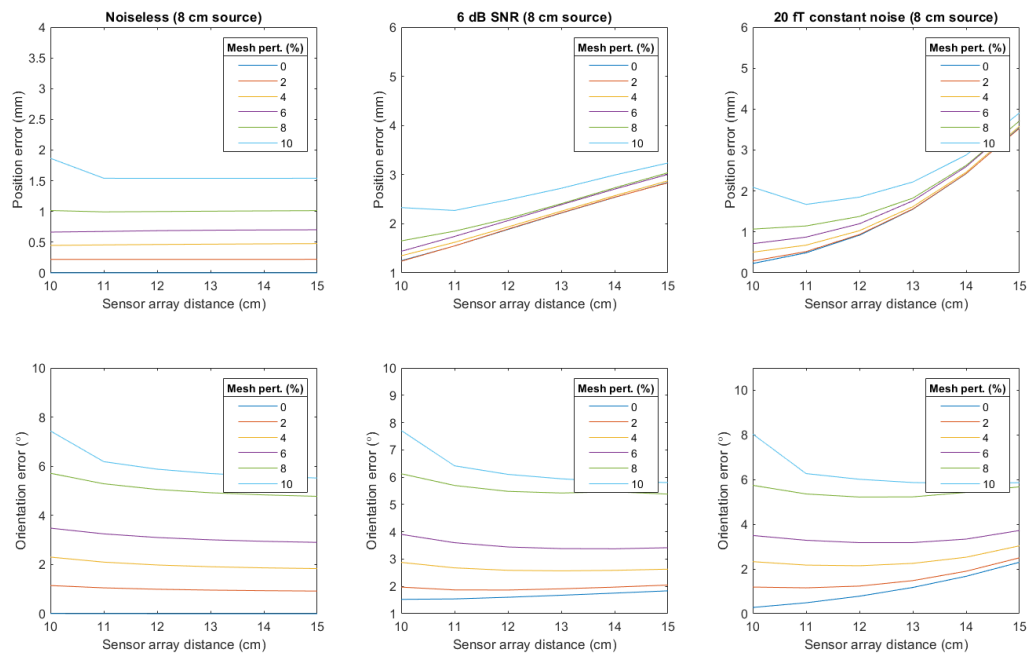 Noiseless (8 cm source)
Position error (mm)
4
3.5
3
2.5
2
1.5
1
0.5
0
Mesh pert. (%)
0
2
4
6
8
10
10 11 12 13 14 15
Sensor array distance (cm)
6 dB SNR (8 cm source)
Position error (mm)
6
5
4
3
2
1
Mesh pert. (%)
0
2
4
6
8
10
10 11 12 13 14 15
Sensor array distance (cm)
20 fT constant noise (8 cm source)
Position error (mm)
6
5
4
3
2
1
0
Mesh pert. (%)
0
2
4
6
8
10
10 11 12 13 14 15
Sensor array distance (cm)
Orientation error (°)
10
8
6
4
2
0
Mesh pert. (%)
0
2
4
6
8
10
10 11 12 13 14 15
Sensor array distance (cm)
Orientation error (°)
10
9
8
7
6
5
4
3
2
1
Mesh pert. (%)
0
2
4
6
8
10
10 11 12 13 14 15
Sensor array distance (cm)
Orientation error (°)
10
8
6
4
2
0
Mesh pert. (%)
0
2
4
6
8
10
10 11 12 13 14 15
Sensor array distance (cm)